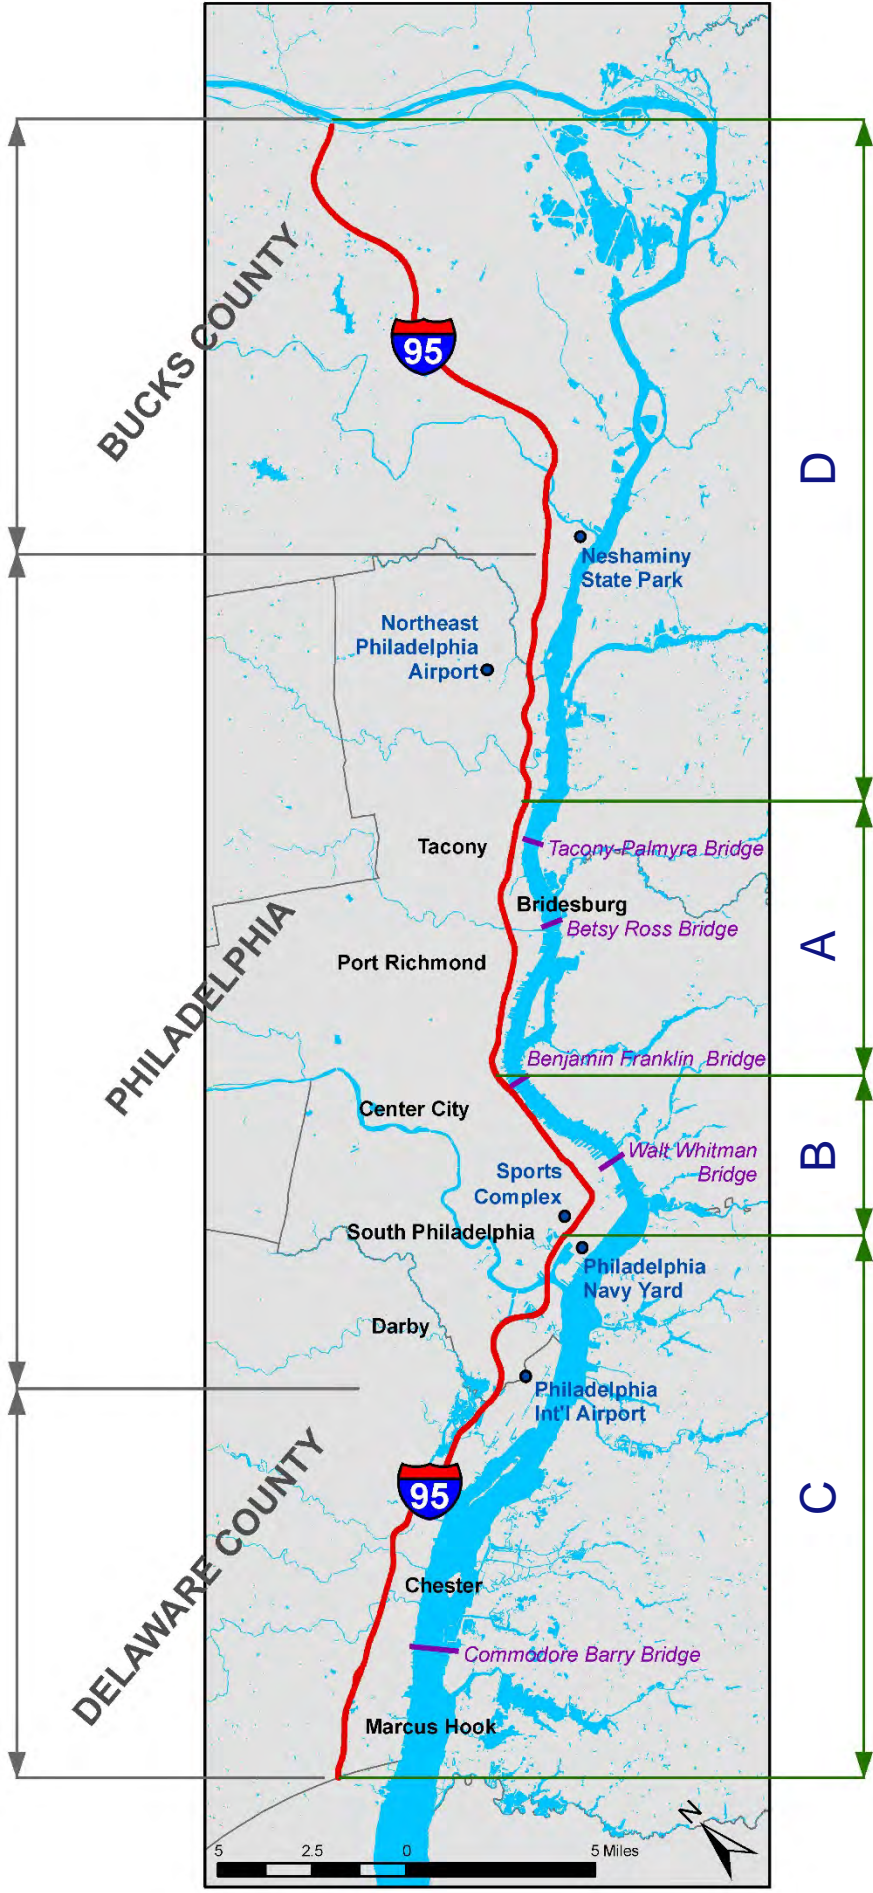 BUCKS COUNTY
95
D
Neshaminy
State Park
Northeast
Philadelphia
Airport
Tacony
Tacony-Palmyra Bridge
Bridesburg
Betsy Ross Bridge
PHILADELPHIA
Port Richmond
A
Benjamin Franklin Bridge
Center City
Walt Whitman
Bridge
B
Sports
Complex
South Philadelphia
Philadelphia
Navy Yard
Darby
Philadelphia
Int'l Airport
DELAWARE COUNTY
95
C
Chester
Commodore Barry Bridge
Marcus Hook
N
5 2.5 0 5 Miles